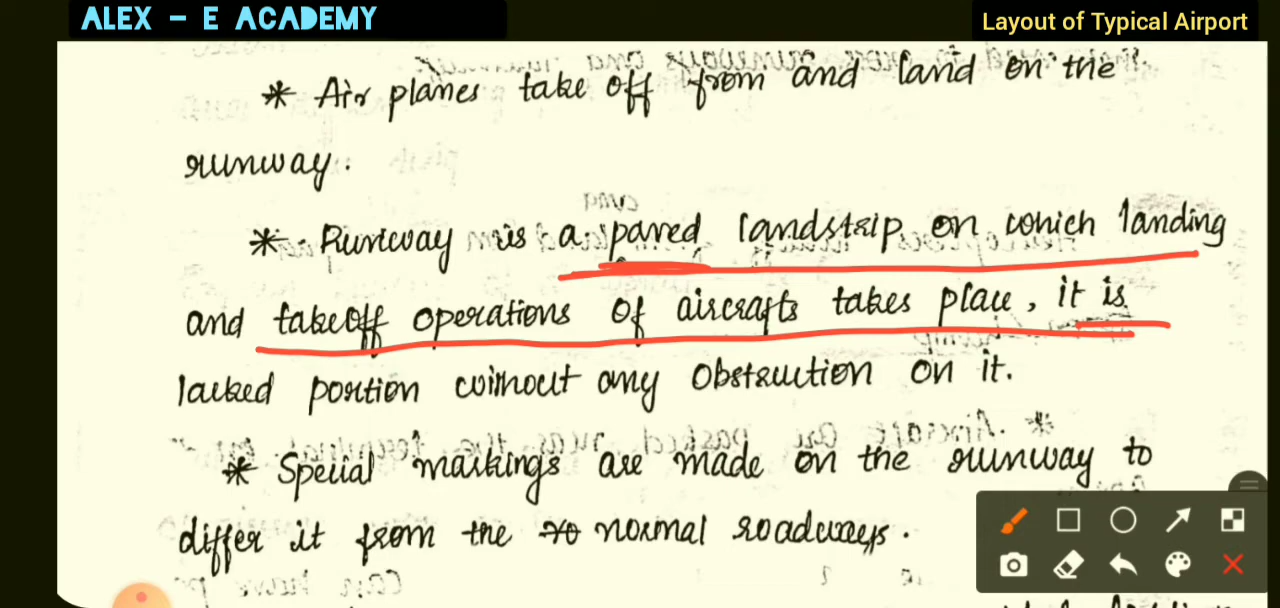 ALEX - E ACADEMY
Layout of Typical Airport
* Air planes take off from and land on the
runway.
* Runway is a paved landstrip on which landing
and takeoff operations of aircrafts takes place, it is
portion without any obstruction on it.
* Special markings are made on the runway to
differ it from the normal roadways.